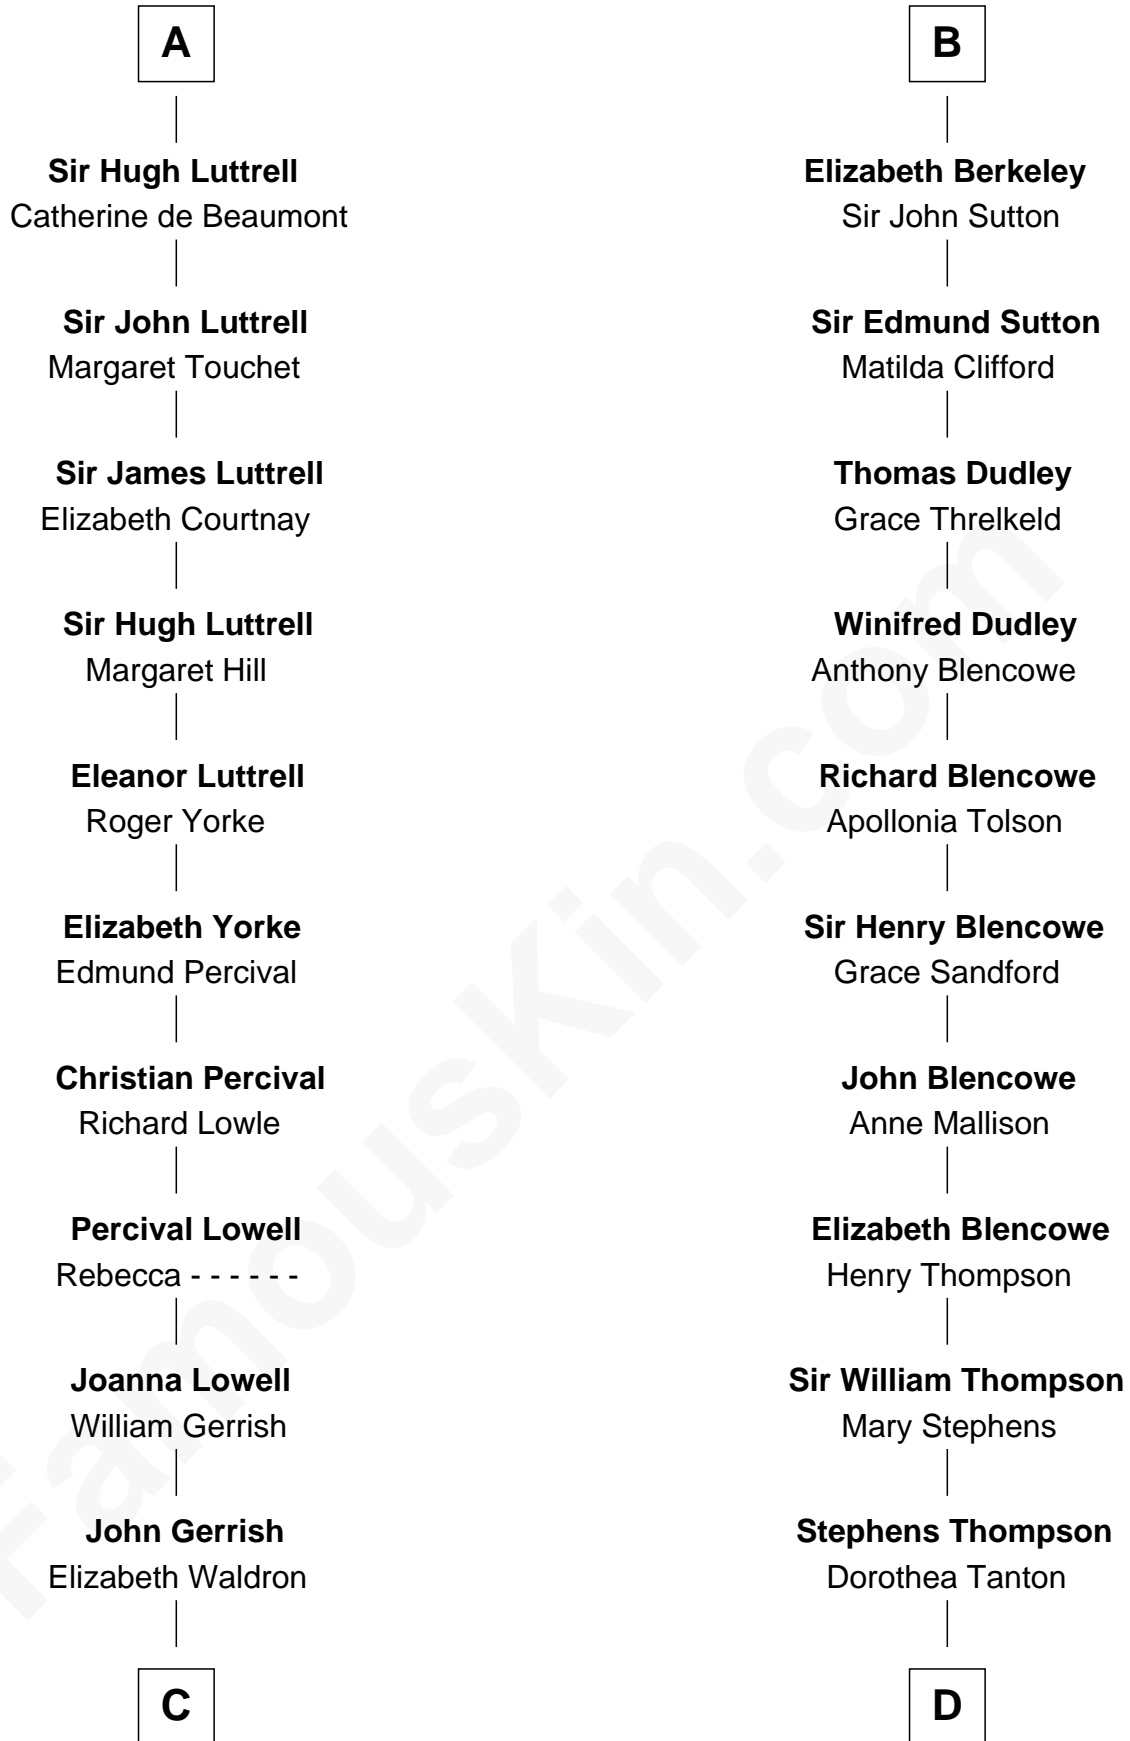 A
Sir Hugh Luttrell
Catherine de Beaumont
Sir John Luttrell
Margaret Touchet
Sir James Luttrell
Elizabeth Courtnay
Sir Hugh Luttrell
Margaret Hill
Eleanor Luttrell
Roger Yorke
Elizabeth Yorke
Edmund Percival
Christian Percival
Richard Lowle
Percival Lowell
Rebecca - - - - - -
Joanna Lowell
William Gerrish
John Gerrish
Elizabeth Waldron
C
B
Elizabeth Berkeley
Sir John Sutton
Sir Edmund Sutton
Matilda Clifford
Thomas Dudley
Grace Threlkeld
Winifred Dudley
Anthony Blencowe
Richard Blencowe
Apollonia Tolson
Sir Henry Blencowe
Grace Sandford
John Blencowe
Anne Mallison
Elizabeth Blencowe
Henry Thompson
Sir William Thompson
Mary Stephens
Stephens Thompson
Dorothea Tanton
D
FamousKin.com